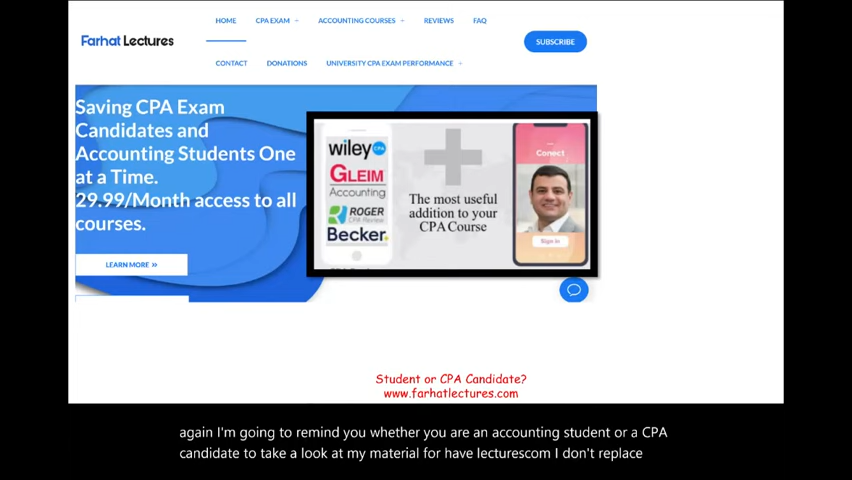 HOME
CPA EXAM
ACCOUNTING COURSES
REVIEWS
FAQ
Farhat Lectures
SUBSCRIBE
CONTACT
DONATIONS
UNIVERSITY CPA EXAM PERFORMANCE
Saving CPA Exam
Candidates and
Accounting Students One
at a Time.
29.99/Month access to all
courses.
LEARN MORE »
wiley CPA
GLEIM
Accounting
ROGER
CPA Review
Becker
The most useful
addition to your
CPA Course
Conect
Sign in
Student or CPA Candidate?
www.farhatlectures.com
again I'm going to remind you whether you are an accounting student or a CPA
candidate to take a look at my material for have lecturescom I don't replace